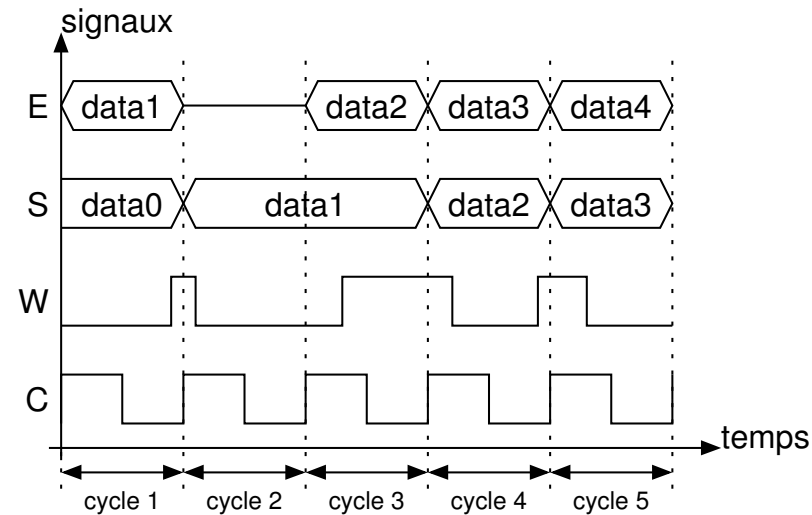 signaux
E data1 data2 data3 data4
S data0 data1 data2 data3
W
C
temps
cycle 1 cycle 2 cycle 3 cycle 4 cycle 5